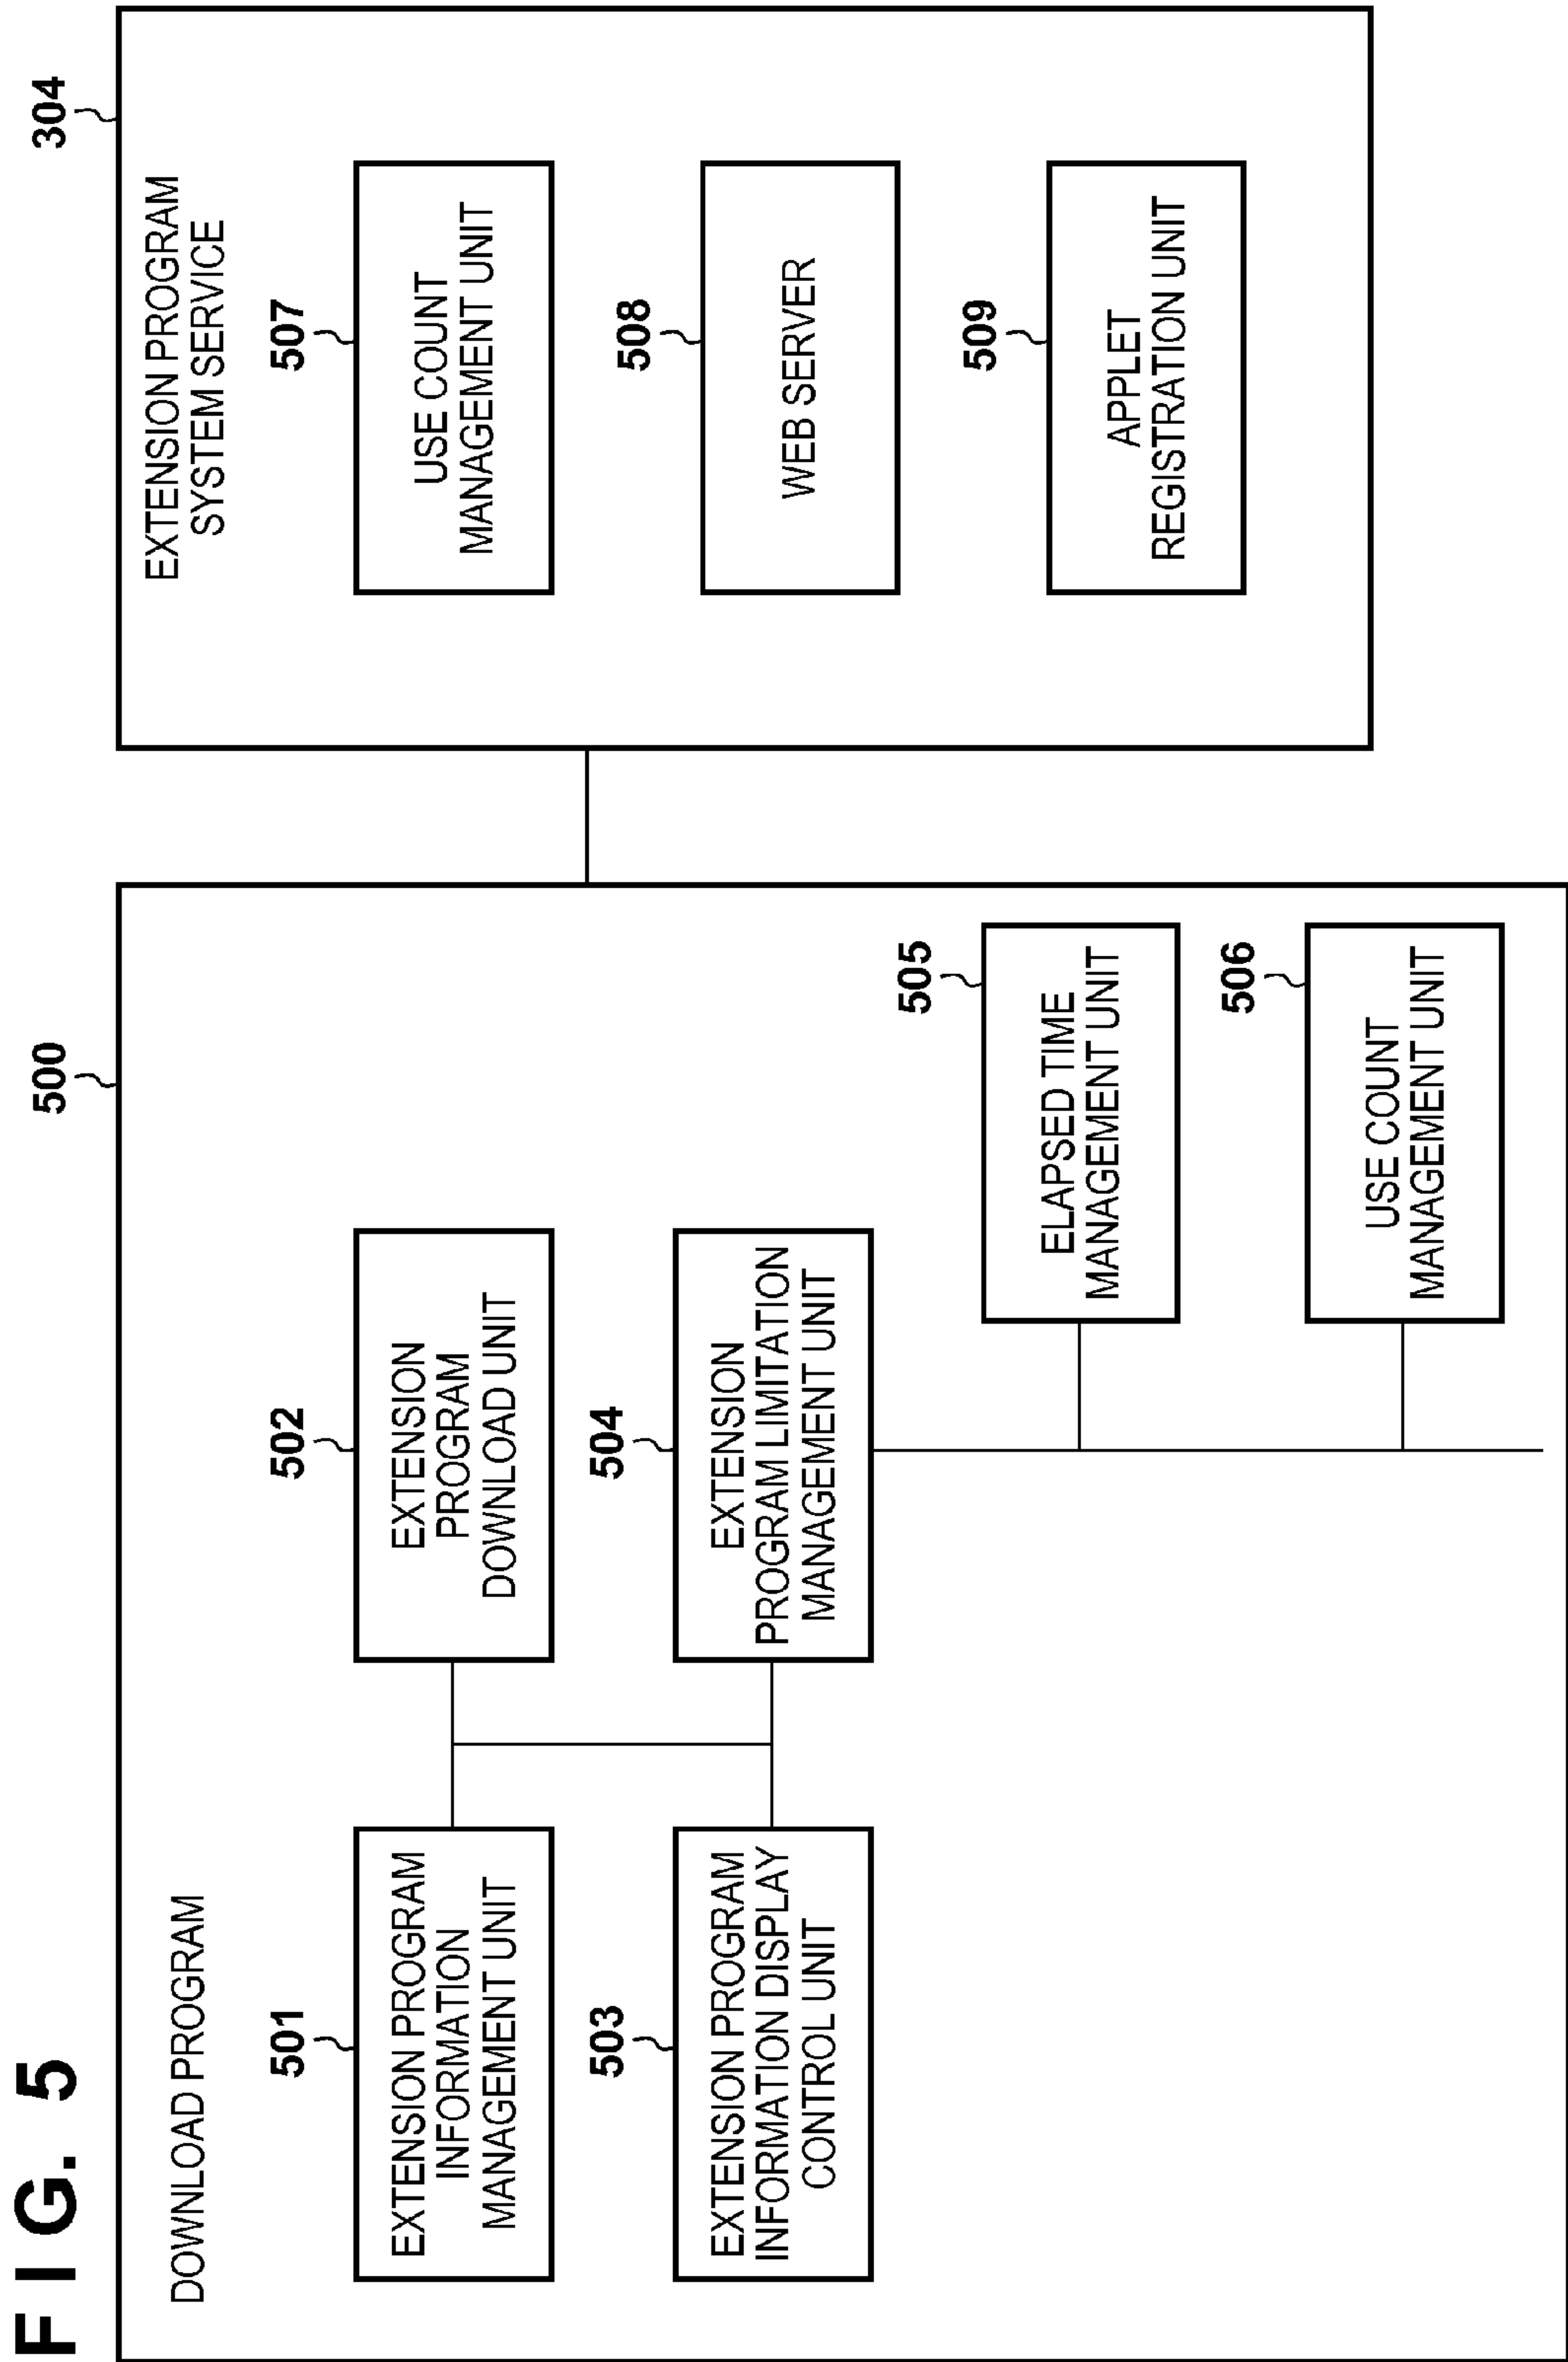 FIG. 5
500
DOWNLOAD PROGRAM
501
EXTENSION PROGRAM
INFORMATION
MANAGEMENT UNIT
502
EXTENSION
PROGRAM
DOWNLOAD UNIT
503
EXTENSION PROGRAM
INFORMATION DISPLAY
CONTROL UNIT
504
EXTENSION
PROGRAM LIMITATION
MANAGEMENT UNIT
505
ELAPSED TIME
MANAGEMENT UNIT
506
USE COUNT
MANAGEMENT UNIT
304
EXTENSION PROGRAM
SYSTEM SERVICE
507
USE COUNT
MANAGEMENT UNIT
508
WEB SERVER
509
APPLET
REGISTRATION UNIT